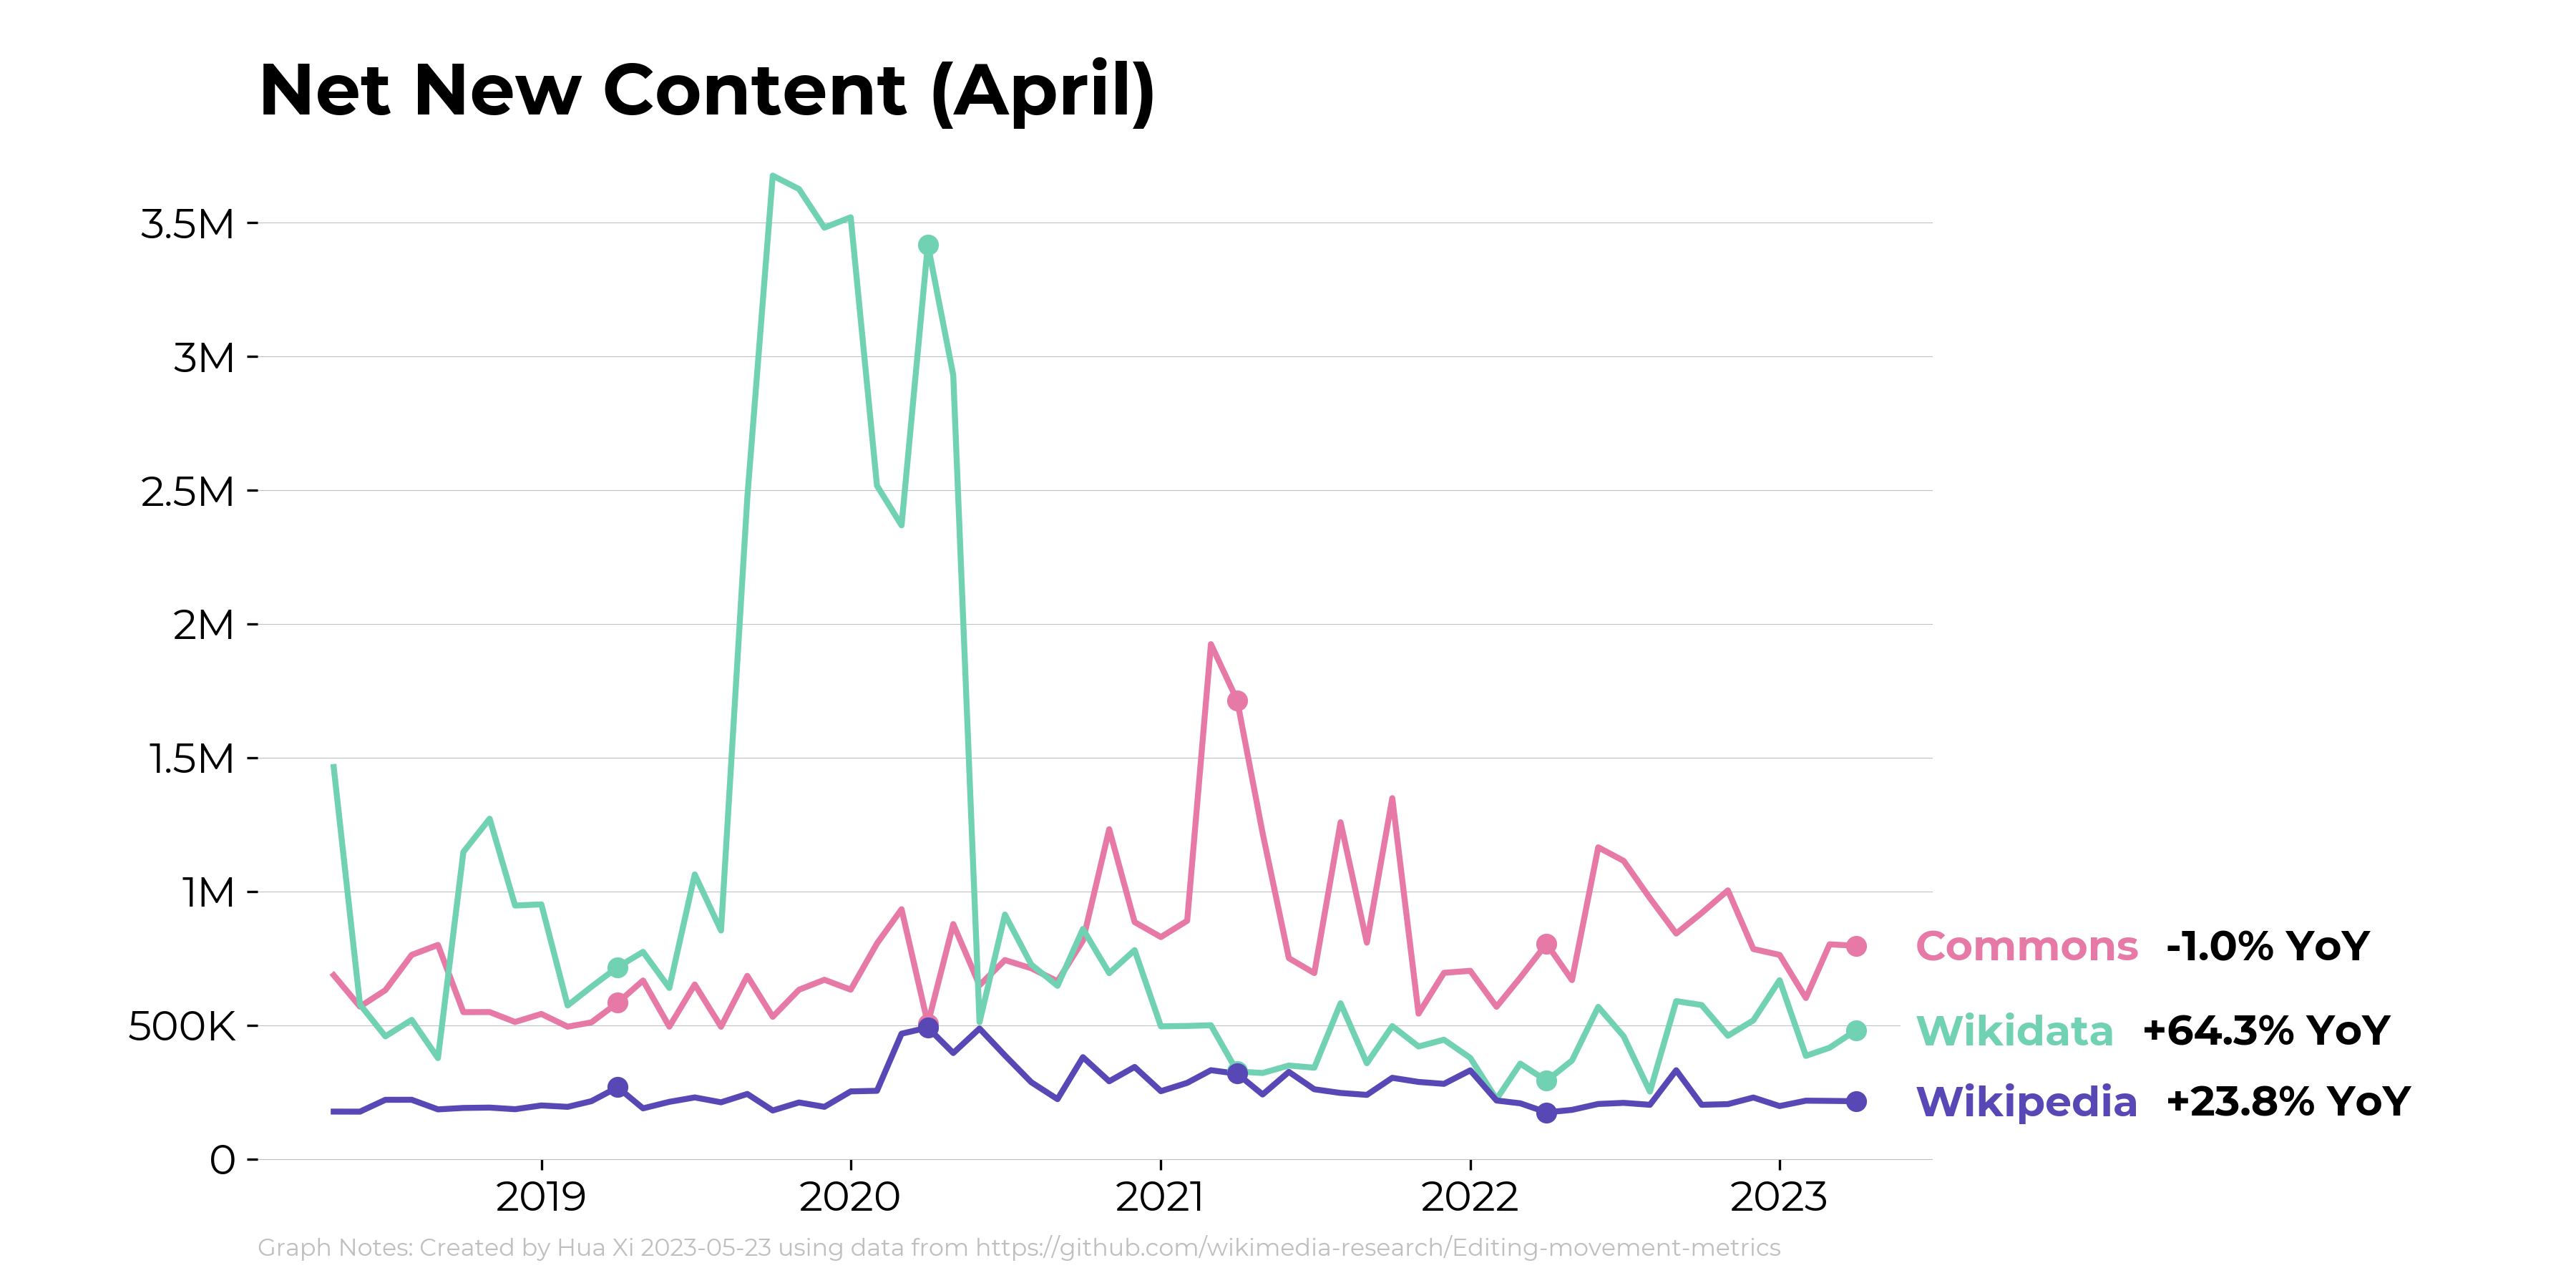 Net New Content (April)
3.5M
3M
2.5M
2M
1.5M
1M
500K
0
Commons -1.0% YoY
Wikidata +64.3% YoY
Wikipedia +23.8% YoY
2019 2020 2021 2022 2023
Graph Notes: Created by Hua Xi 2023-05-23 using data from https://github.com/wikimedia-research/Editing-movement-metrics